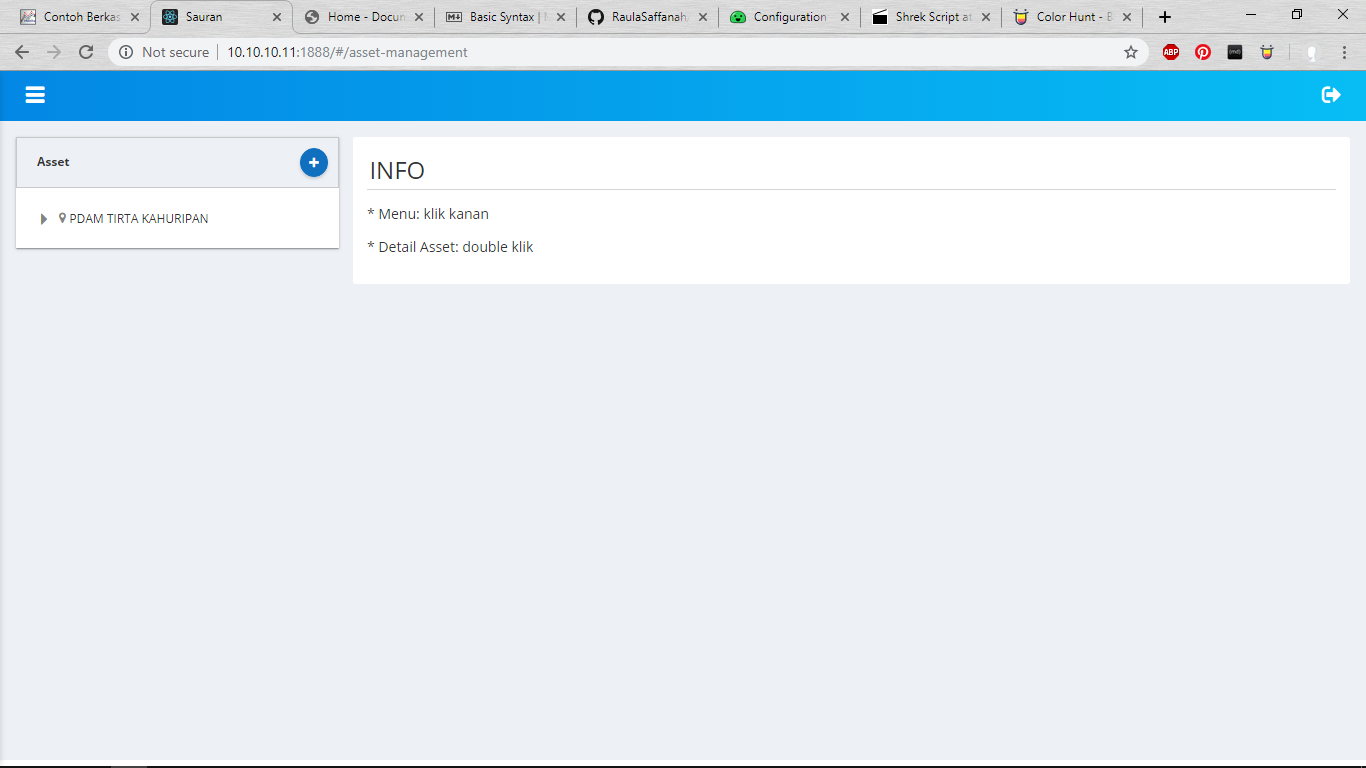 Contoh Berkas
Sauran
Home - Docun
Basic Syntax |
RaulaSaffanah
Configuration
Shrek Script at
Color Hunt - B
Not secure
10.10.10.11:1888/#/asset-management
ABP
Asset
PDAM TIRTA KAHURIPAN
INFO
* Menu: klik kanan
* Detail Asset: double klik